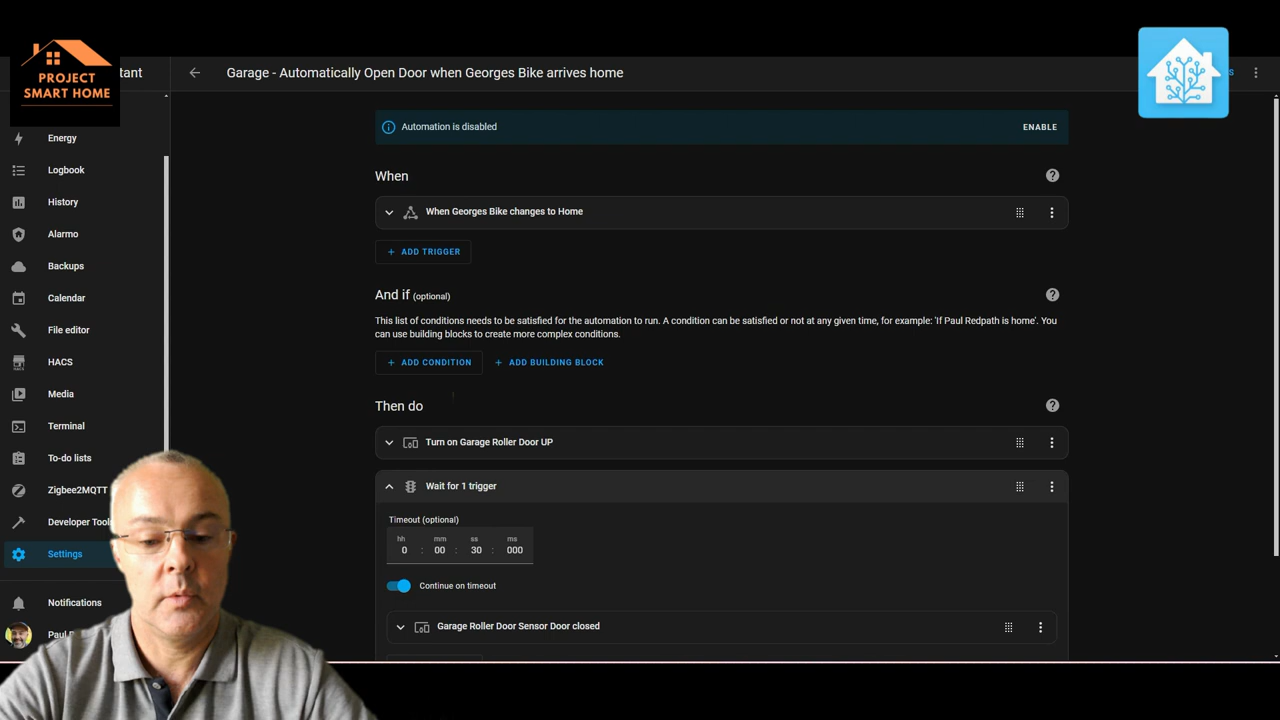 PROJECT
SMART HOME
tant
Garage - Automatically Open Door when Georges Bike arrives home
S
Energy
Logbook
History
Alarmo
Backups
Calendar
File editor
HACS
HACS
Media
Terminal
To-do lists
Zigbee2MQTT
Developer Tool
Settings
Notifications
Paul
Automation is disabled
ENABLE
When
When Georges Bike changes to Home
+ ADD TRIGGER
And if (optional)
This list of conditions needs to be satisfied for the automation to run. A condition can be satisfied or not at any given time, for example: 'If Paul Redpath is home'. You
can use building blocks to create more complex conditions.
+ ADD CONDITION + ADD BUILDING BLOCK
Then do
Turn on Garage Roller Door UP
Wait for 1 trigger
Timeout (optional)
hh mm ss ms
0 : 00 : 30 : 000
Continue on timeout
Garage Roller Door Sensor Door closed